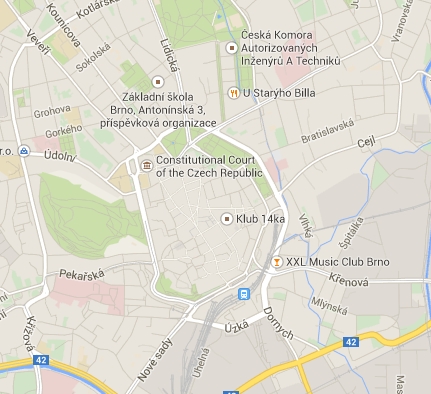 Kotlářská
Kounicova
Veveří
Sokolská
Lidická
Vranovská
Česká Komora
Autorizovaných
Inženýrů A Techniků
Základní škola
Brno, Antonínská 3,
příspěvková organizace
U Starýho Billa
Grohova
Gorkého
Bratislavská
Cejl
r.o.
Údolní
Constitutional Court
of the Czech Republic
Klub 14ka
Vlhká
Špitálka
XXL Music Club Brno
Pekařská
Křenová
Mlýnská
Křížová
Úzká
Dornych
42
42
42
Nové sady
Uhelná